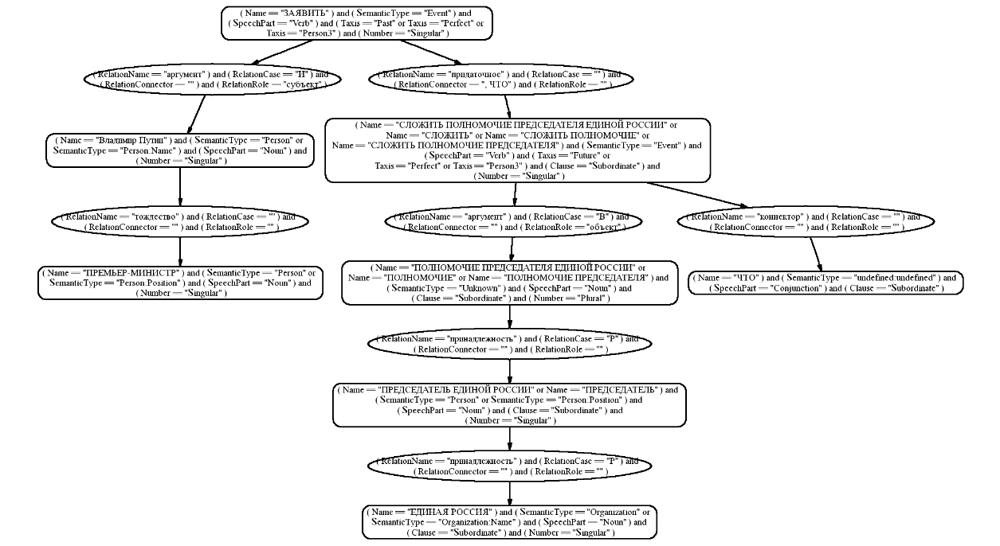 ( Name == "ЗАЯВИТЬ" ) and ( SemanticType == "Event" ) and
( SpeechPart == "Verb" ) and ( Taxis == "Past" or Taxis == "Perfect" or
Taxis == "Person3" ) and ( Number == "Singular" )
( RelationName == "аргумент" ) and ( RelationCase == "И" ) and
( RelationConnector == "" ) and ( RelationRole == "субъект" )
( RelationName == "придаточное" ) and ( RelationCase == "" ) and
( RelationConnector == ", ЧТО" ) and ( RelationRole == "" )
( Name == "Владимир Путин" ) and ( SemanticType == "Person" or
SemanticType == "Person:Name" ) and ( SpeechPart == "Noun" ) and
( Number == "Singular" )
( Name == "СЛОЖИТЬ ПОЛНОМОЧИЕ ПРЕДСЕДАТЕЛЯ ЕДИНОЙ РОССИИ" or
Name == "СЛОЖИТЬ" or Name == "СЛОЖИТЬ ПОЛНОМОЧИЕ" or
Name == "СЛОЖИТЬ ПОЛНОМОЧИЕ ПРЕДСЕДАТЕЛЯ" ) and ( SemanticType == "Event" ) and
( SpeechPart == "Verb" ) and ( Taxis == "Future" or
Taxis == "Perfect" or Taxis == "Person3" ) and ( Clause == "Subordinate" ) and
( Number == "Singular" )
( RelationName == "тождество" ) and ( RelationCase == "" ) and
( RelationConnector == "" ) and ( RelationRole == "" )
( RelationName == "аргумент" ) and ( RelationCase == "В" ) and
( RelationConnector == "" ) and ( RelationRole == "объект" )
( RelationName == "коннектор" ) and ( RelationCase == "" ) and
( RelationConnector == "" ) and ( RelationRole == "" )
( Name == "ПРЕМЬЕР-МИНИСТР" ) and ( SemanticType == "Person" or
SemanticType == "Person:Position" ) and ( SpeechPart == "Noun" ) and
( Number == "Singular" )
( Name == "ПОЛНОМОЧИЕ ПРЕДСЕДАТЕЛЯ ЕДИНОЙ РОССИИ" or
Name == "ПОЛНОМОЧИЕ" or Name == "ПОЛНОМОЧИЕ ПРЕДСЕДАТЕЛЯ" ) and
( SemanticType == "Unknown" ) and ( SpeechPart == "Noun" ) and
( Clause == "Subordinate" ) and ( Number == "Plural" )
( Name == "ЧТО" ) and ( SemanticType == "undefined:undefined" ) and
( SpeechPart == "Conjunction" ) and ( Clause == "Subordinate" )
( RelationName == "принадлежность" ) and ( RelationCase == "Р" ) and
( RelationConnector == "" ) and ( RelationRole == "" )
( Name == "ПРЕДСЕДАТЕЛЬ ЕДИНОЙ РОССИИ" or Name == "ПРЕДСЕДАТЕЛЬ" ) and
( SemanticType == "Person" or SemanticType == "Person:Position" ) and
( SpeechPart == "Noun" ) and ( Clause == "Subordinate" ) and
( Number == "Singular" )
( RelationName == "принадлежность" ) and ( RelationCase == "Р" ) and
( RelationConnector == "" ) and ( RelationRole == "" )
( Name == "ЕДИНАЯ РОССИЯ" ) and ( SemanticType == "Organization" or
SemanticType == "Organization:Name" ) and ( SpeechPart == "Noun" ) and
( Clause == "Subordinate" ) and ( Number == "Singular" )